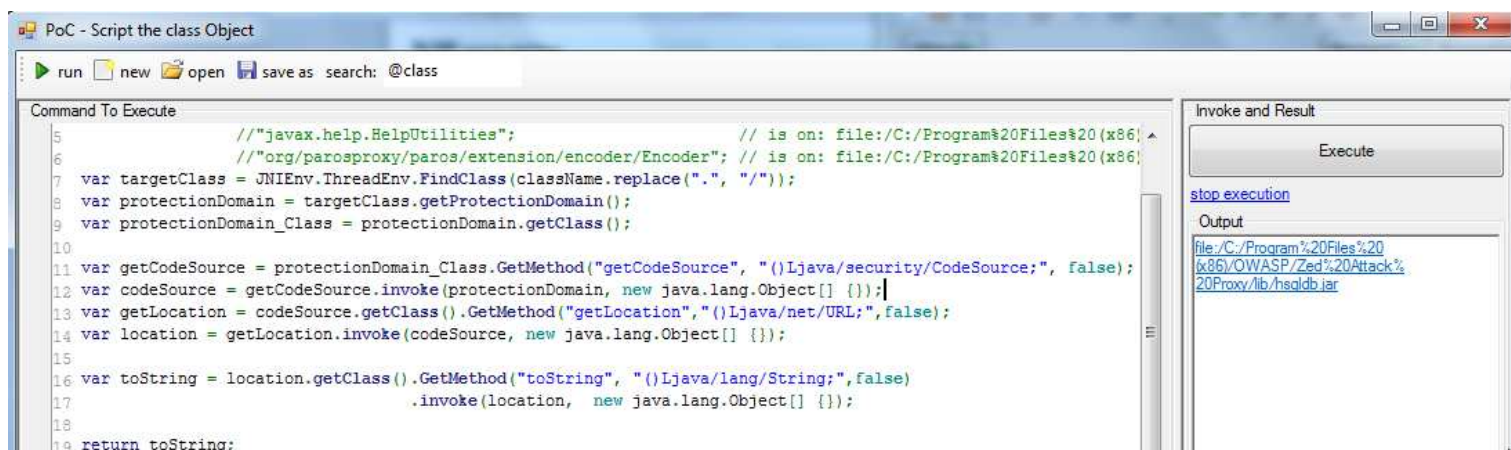 PoC - Script the class Object
run new open save as search: @class
Command To Execute
5 //"javax.help.HelpUtilities"; // is on: file:/C:/Program%20Files%20(x86)
6 //"org/parosproxy/paros/extension/encoder/Encoder"; // is on: file:/C:/Program%20Files%20(x86)
7 var targetClass = JNIEnv.ThreadEnv.FindClass(className.replace(".", "/"));
8 var protectionDomain = targetClass.getProtectionDomain();
9 var protectionDomain_Class = protectionDomain.getClass();
10
11 var getCodeSource = protectionDomain_Class.GetMethod("getCodeSource", "()Ljava/security/CodeSource;", false);
12 var codeSource = getCodeSource.invoke(protectionDomain, new java.lang.Object[] {});
13 var getLocation = codeSource.getClass().GetMethod("getLocation","()Ljava/net/URL;",false);
14 var location = getLocation.invoke(codeSource, new java.lang.Object[] {});
15
16 var toString = location.getClass().GetMethod("toString", "()Ljava/lang/String;",false)
17 .invoke(location, new java.lang.Object[] {});
18
19 return toString;
Invoke and Result
Execute
stop execution
Output
file:/C:/Program%20Files%20
(x86)/OWASP/Zed%20Attack%
20Proxy/lib/hsqldb.jar